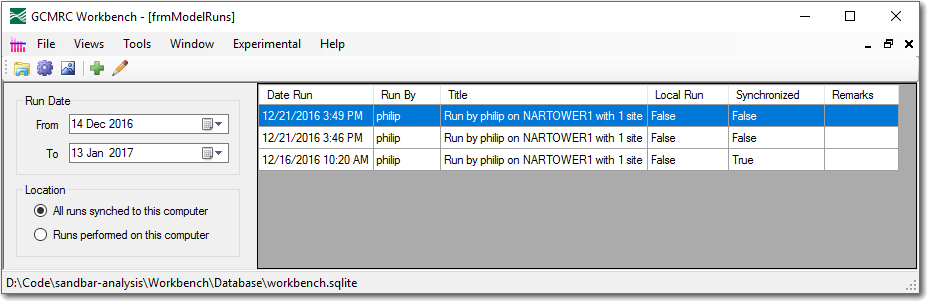 GCMRC Workbench - [frmModelRuns]
File Views Tools Window Experimental Help
Run Date
From 14 Dec 2016
To 13 Jan 2017
Location
All runs synched to this computer
Runs performed on this computer
Date Run Run By Title Local Run Synchronized Remarks
12/21/2016 3:49 PM philip Run by philip on NARTOWER1 with 1 site False False
12/21/2016 3:46 PM philip Run by philip on NARTOWER1 with 1 site False False
12/16/2016 10:20 AM philip Run by philip on NARTOWER1 with 1 site False True
D:\Code\sandbar-analysis\Workbench\Database\workbench.sqlite